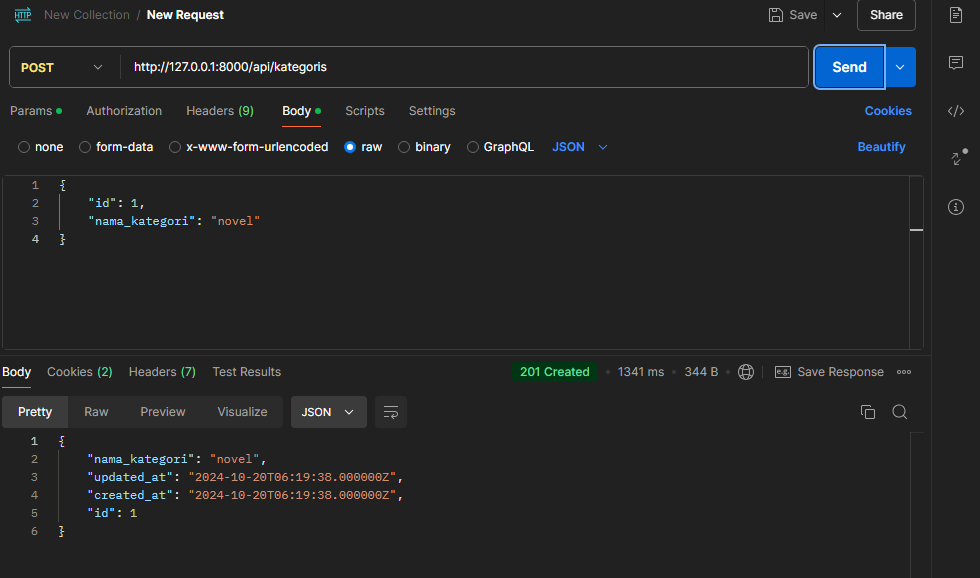 HTTP New Collection / New Request Save Share
POST http://127.0.0.1:8000/api/kategoris Send
Params Authorization Headers (9) Body Scripts Settings Cookies
none form-data x-www-form-urlencoded raw binary GraphQL JSON Beautify
1 {
2 "id": 1,
3 "nama_kategori": "novel"
4 }
Body Cookies (2) Headers (7) Test Results 201 Created • 1341 ms • 344 B • e.g. Save Response
Pretty Raw Preview Visualize JSON
1 {
2 "nama_kategori": "novel",
3 "updated_at": "2024-10-20T06:19:38.000000Z",
4 "created_at": "2024-10-20T06:19:38.000000Z",
5 "id": 1
6 }